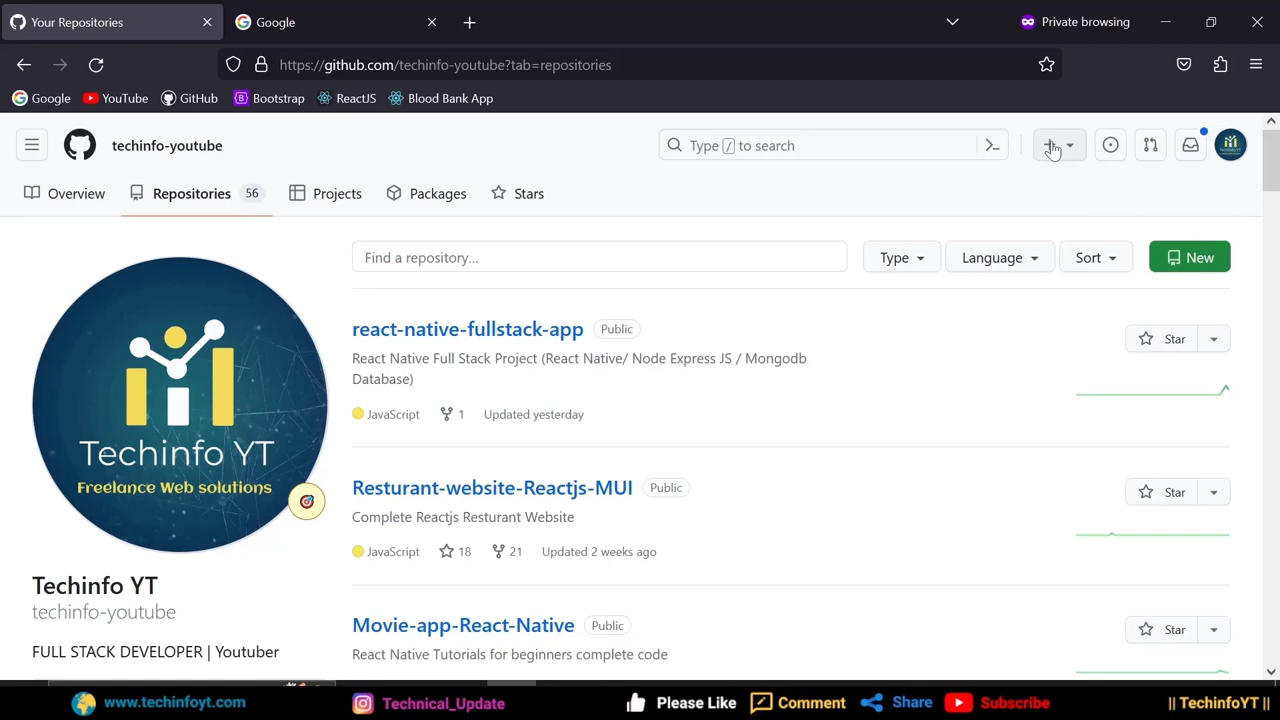 Your Repositories
Google
Private browsing
https://github.com/techinfo-youtube?tab=repositories
Google
YouTube
GitHub
Bootstrap
ReactJS
Blood Bank App
techinfo-youtube
Type / to search
Overview
Repositories 56
Projects
Packages
Stars
Find a repository...
Type
Language
Sort
New
react-native-fullstack-app Public
React Native Full Stack Project (React Native/ Node Express JS / Mongodb
Database)
JavaScript 1 Updated yesterday
Star
Resturant-website-Reactjs-MUI Public
Complete Reactjs Resturant Website
JavaScript 18 21 Updated 2 weeks ago
Star
Movie-app-React-Native Public
React Native Tutorials for beginners complete code
Star
Techinfo YT
Freelance Web solutions
Techinfo YT
techinfo-youtube
FULL STACK DEVELOPER | Youtuber
www.techinfoyt.com
Technical_Update
Please Like
Comment
Share
Subscribe
|| TechinfoYT ||